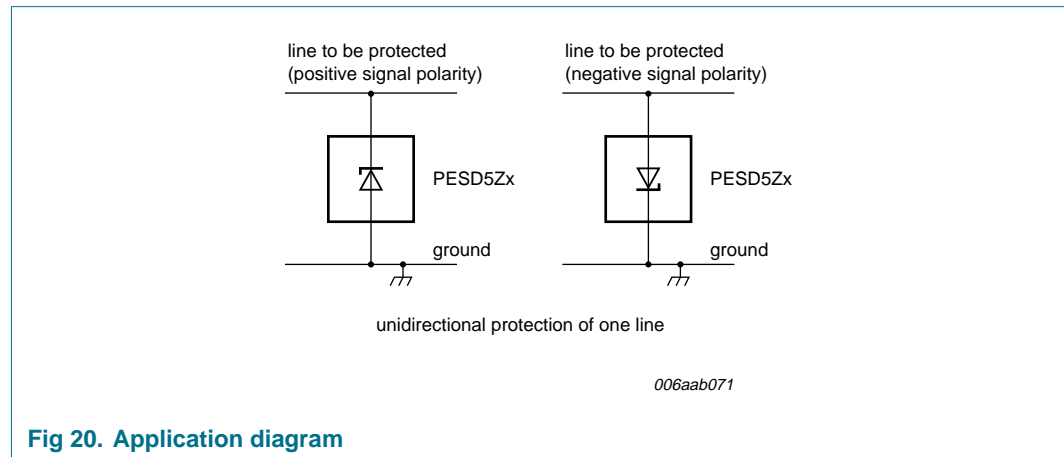 line to be protected
(positive signal polarity)
line to be protected
(negative signal polarity)
PESD5Zx
PESD5Zx
ground
ground
unidirectional protection of one line
006aab071
Fig 20. Application diagram